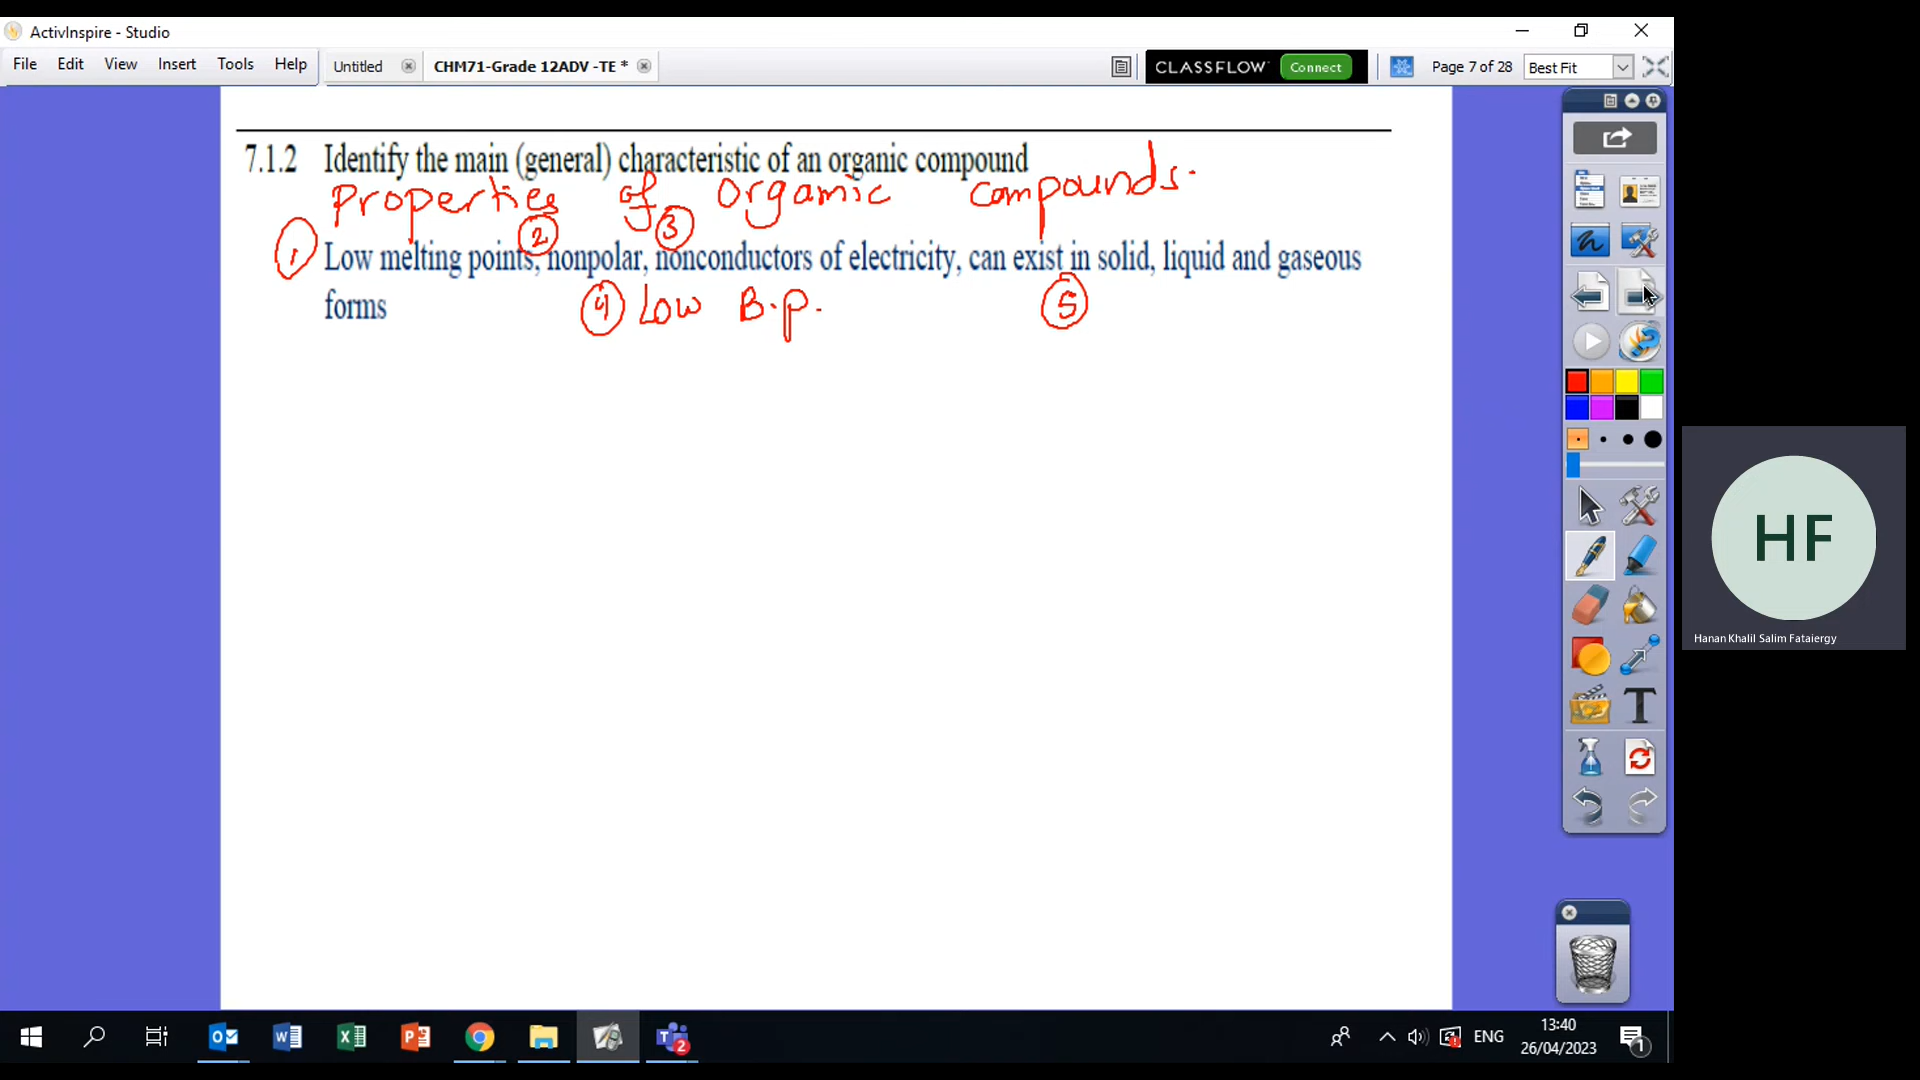 ActivInspire - Studio
File Edit View Insert Tools Help
Untitled
CHM71-Grade 12ADV -TE *
CLASSFLOW Connect
Page 7 of 28
Best Fit
7.1.2 Identify the main (general) characteristic of an organic compound
Properties of Organic compounds.
1 2 3
Low melting points, nonpolar, nonconductors of electricity, can exist in solid, liquid and gaseous
forms
4 Low B.p. 5
T
HF
Hanan Khalil Salim Fataiergy
2
ENG
13:40
26/04/2023
1